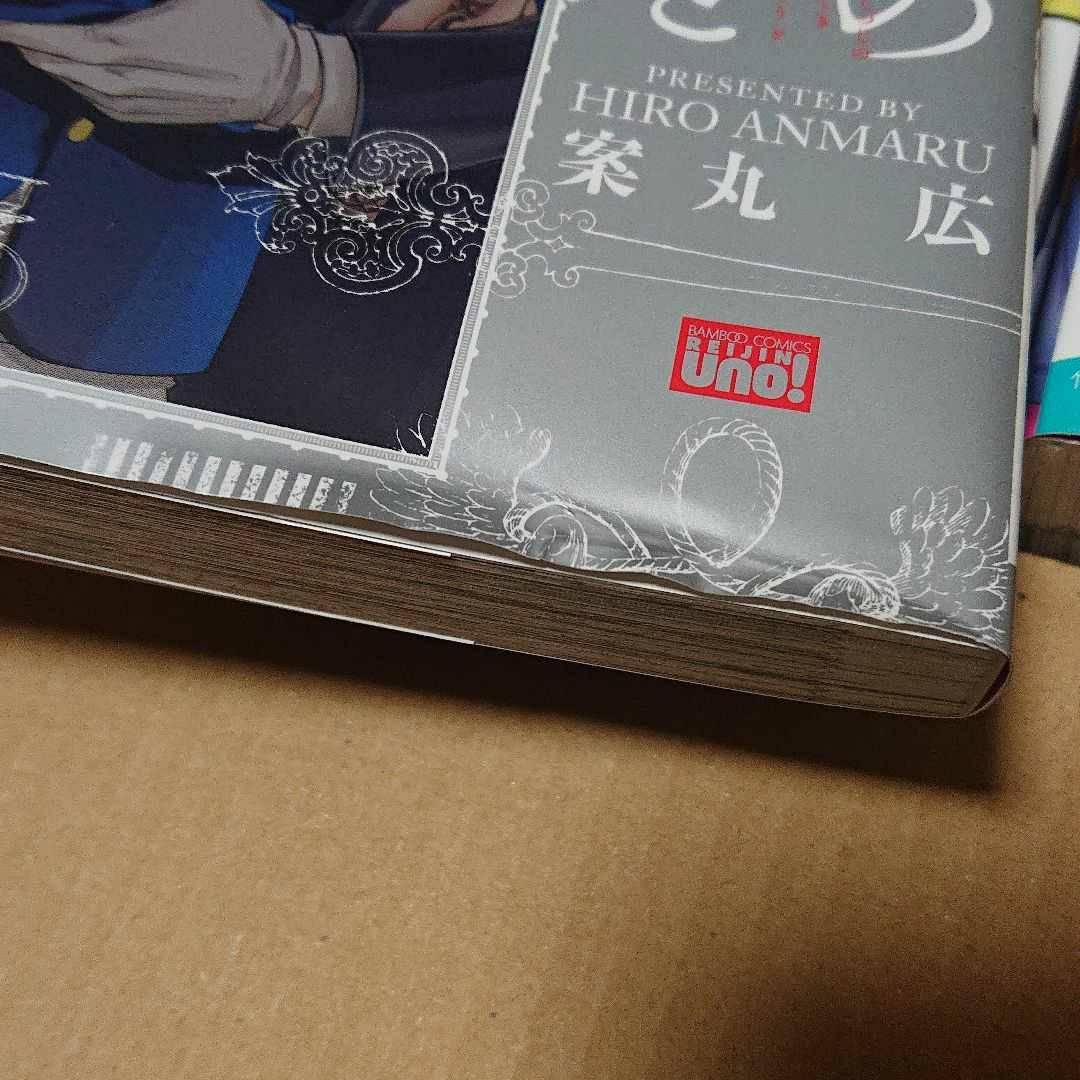 PRESENTED BY
HIRO ANMARU
案丸 広
BAMBOO COMICS
REIJIN
uno!